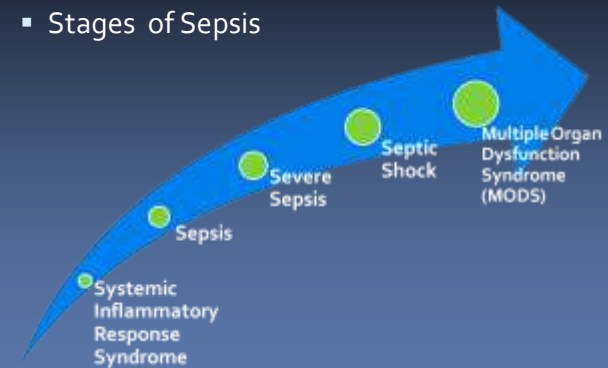 ▪ Stages of Sepsis
Multiple Organ
Dysfunction
Syndrome
(MODS)
Septic
Shock
Severe
Sepsis
Sepsis
Systemic
Inflammatory
Response
Syndrome